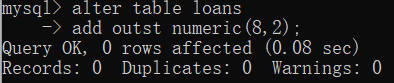 mysql> alter table loans
    -> add outst numeric(8,2);
Query OK, 0 rows affected (0.08 sec)
Records: 0  Duplicates: 0  Warnings: 0